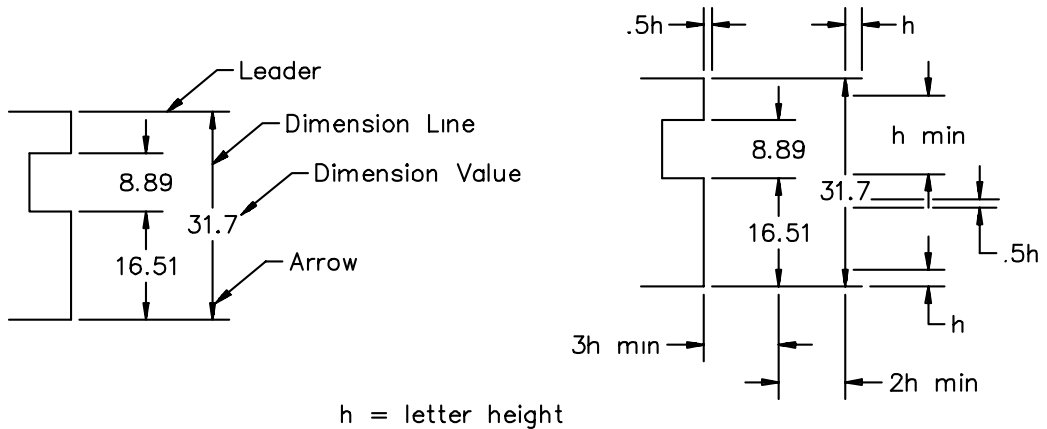 Leader
Dimension Line
8.89
Dimension Value
31.7
16.51
Arrow
.5h
h
h min
8.89
31.7
16.51
.5h
h
3h min
2h min
h = letter height